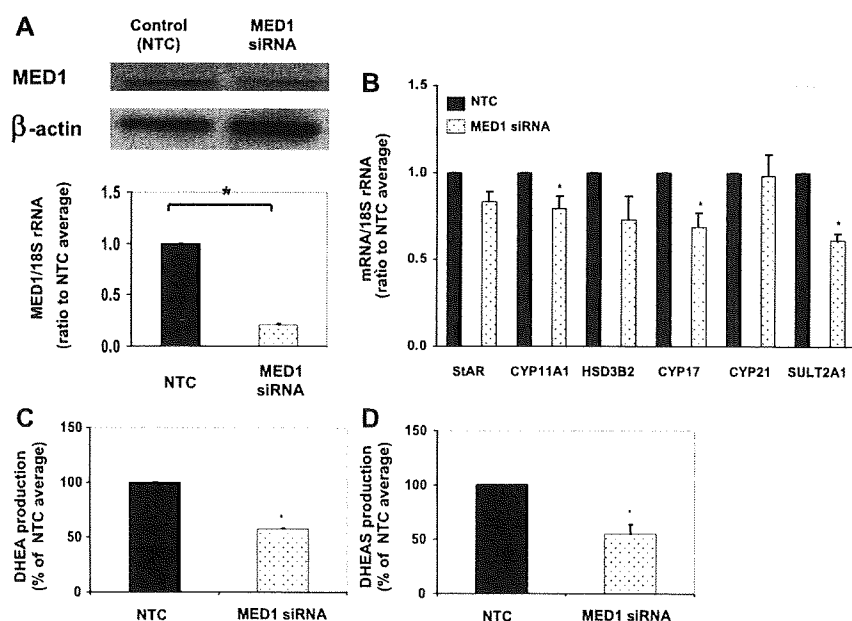 A
Control
(NTC)
MED1
siRNA
MED1
β-actin
1.5
1.0
0.5
0.0
MED1/18S rRNA
(ratio to NTC average)
*
NTC
MED1
siRNA
B
NTC
MED1 siRNA
1.5
1.0
0.5
0.0
mRNA/18S rRNA
(ratio to NTC average)
*
*
*
StAR CYP11A1 HSD3B2 CYP17 CYP21 SULT2A1
C
150
100
50
0
DHEA production
(% of NTC average)
*
NTC MED1 siRNA
D
150
100
50
0
DHEAS production
(% of NTC average)
*
NTC MED1 siRNA